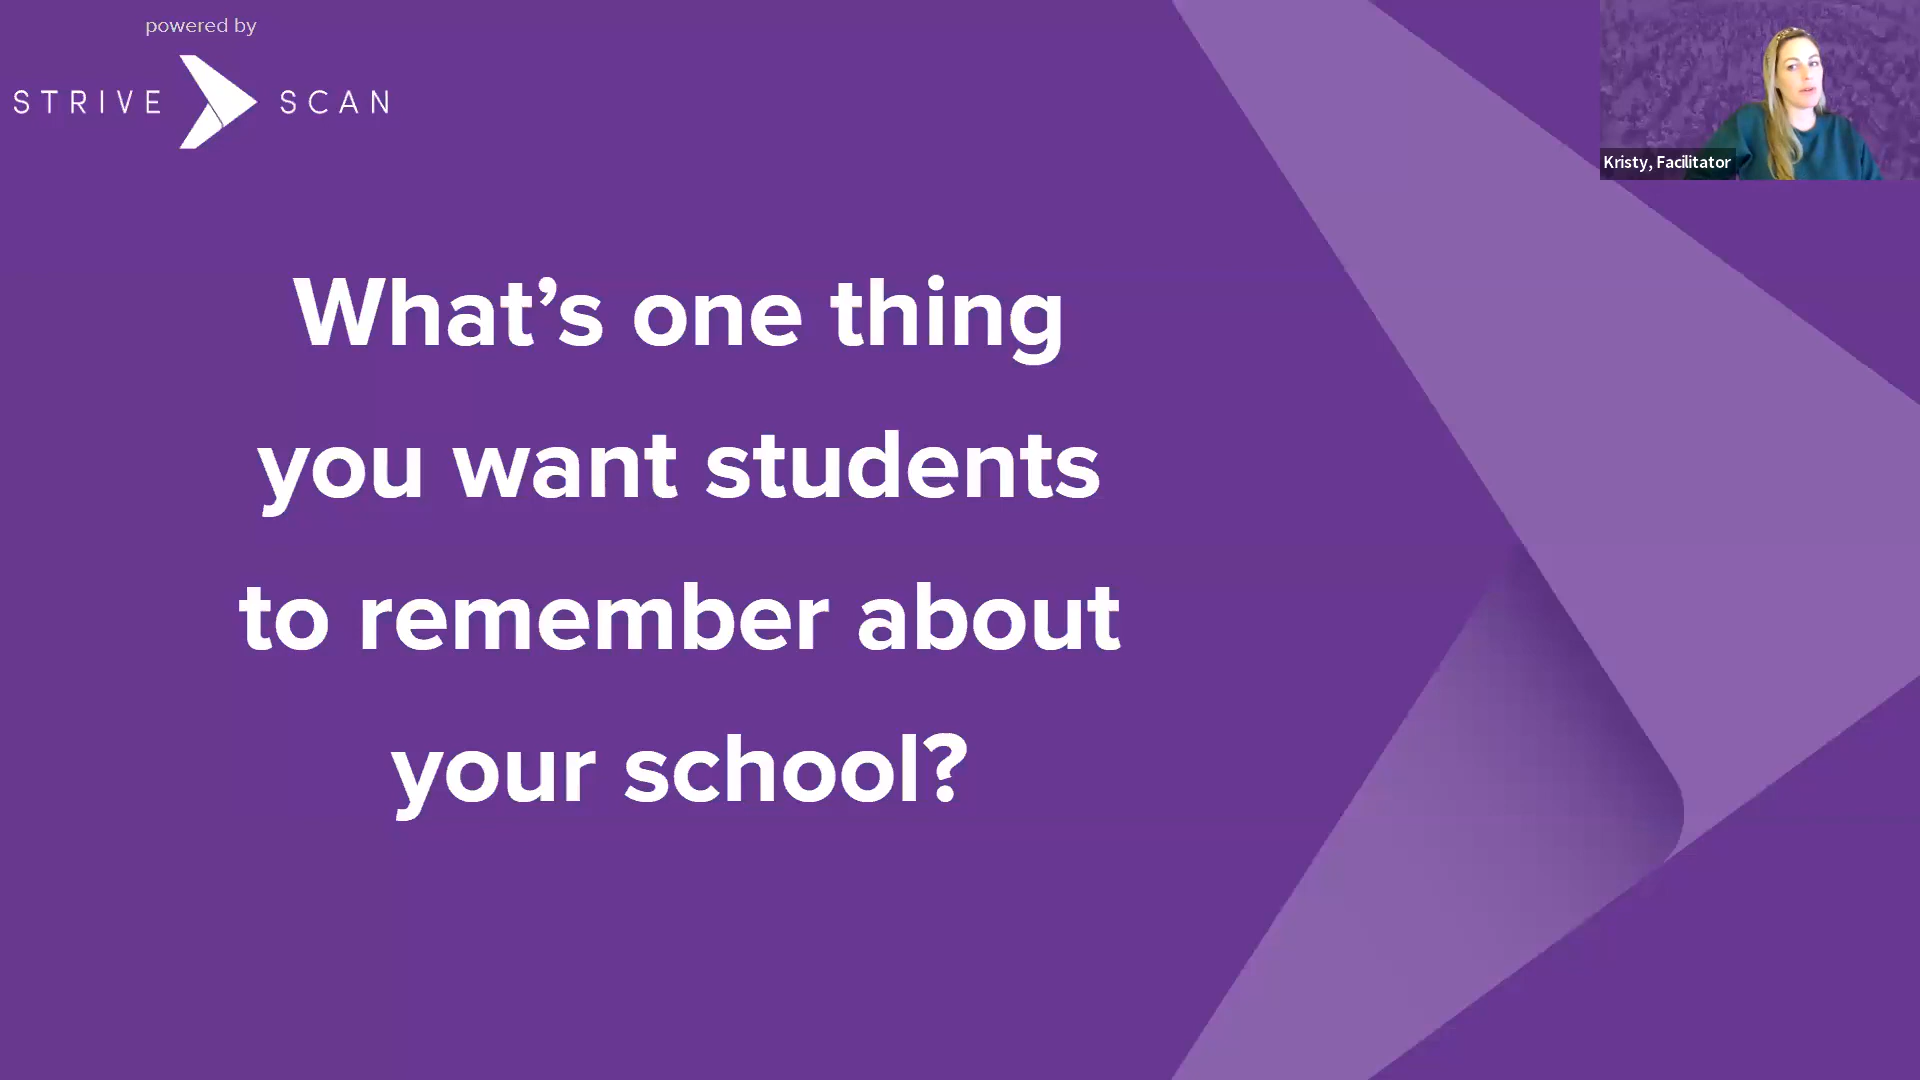 powered by
STRIVE SCAN
Kristy, Facilitator
What’s one thing
you want students
to remember about
your school?